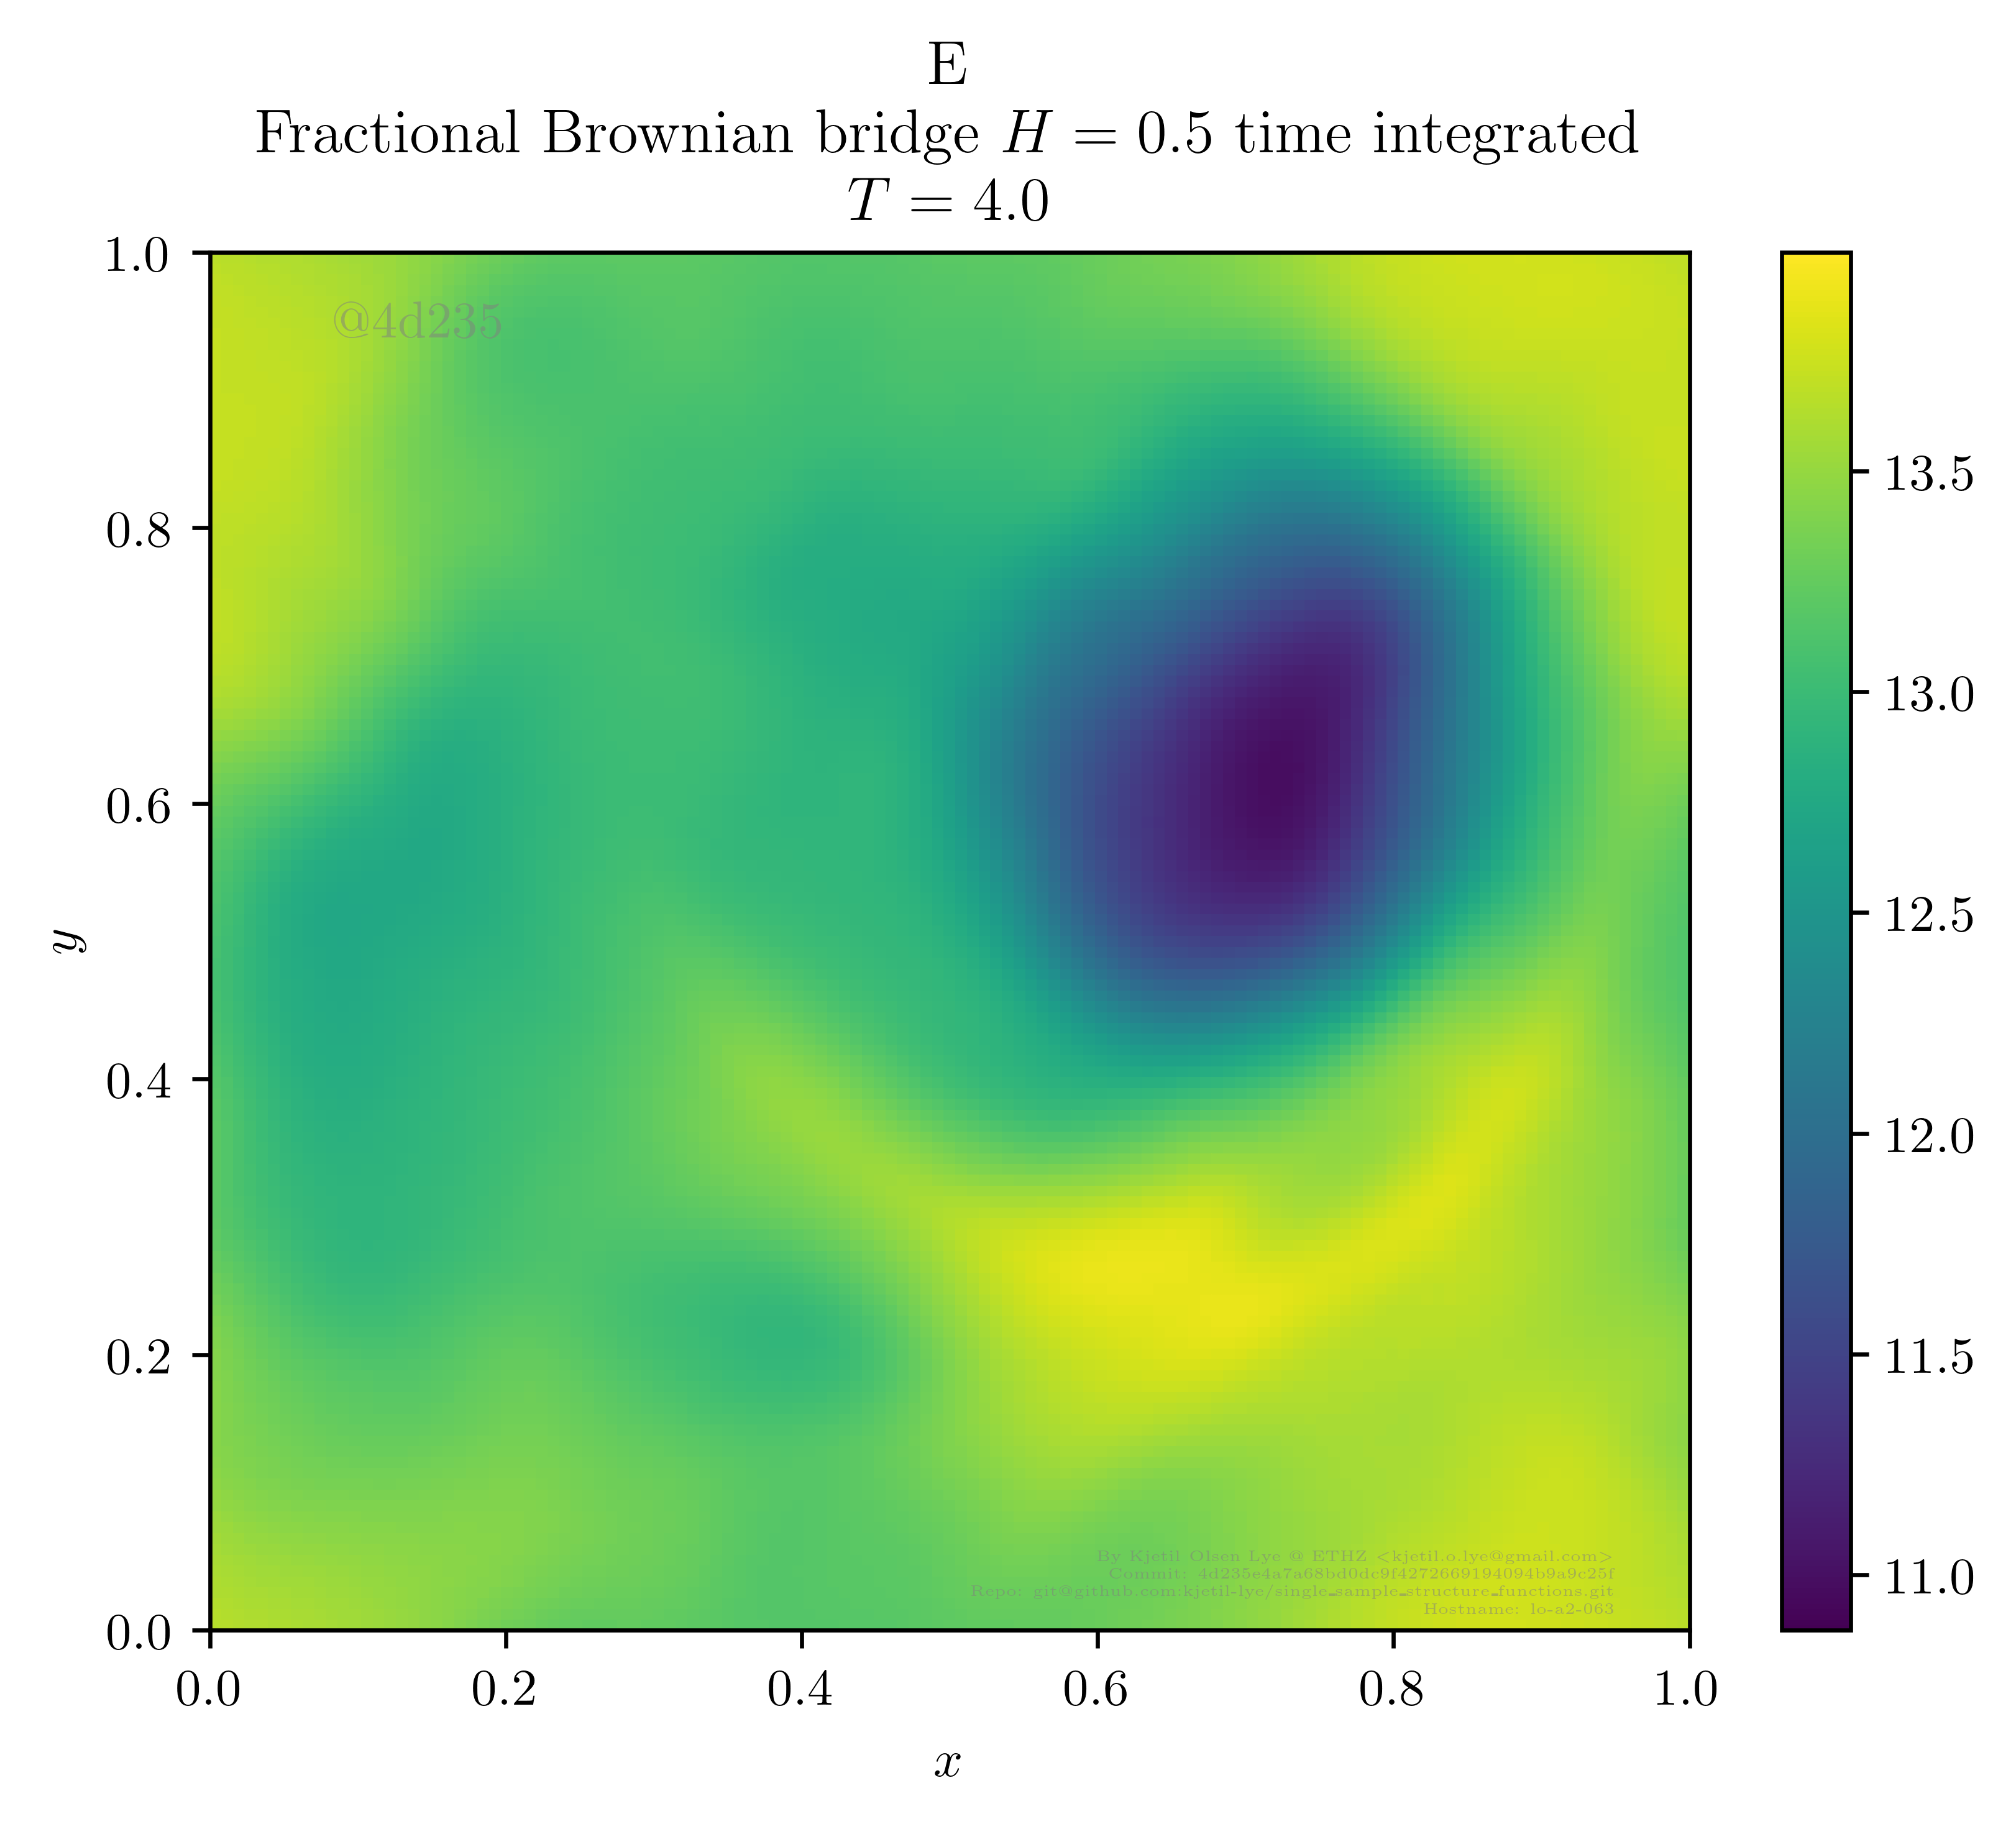 E
Fractional Brownian bridge H = 0.5 time integrated
T = 4.0
1.0
0.8
0.6
0.4
0.2
0.0
y
0.0 0.2 0.4 0.6 0.8 1.0
x
13.5
13.0
12.5
12.0
11.5
11.0
@4d235
By Kjetil Olsen Lye @ ETHZ <kjetil.o.lye@gmail.com>
Commit: 4d235e4a7a68bd0dc9f4272669194094b9a9c25f
Repo: git@github.com:kjetil-lye/single_sample_structure_functions.git
Hostname: lo-a2-063